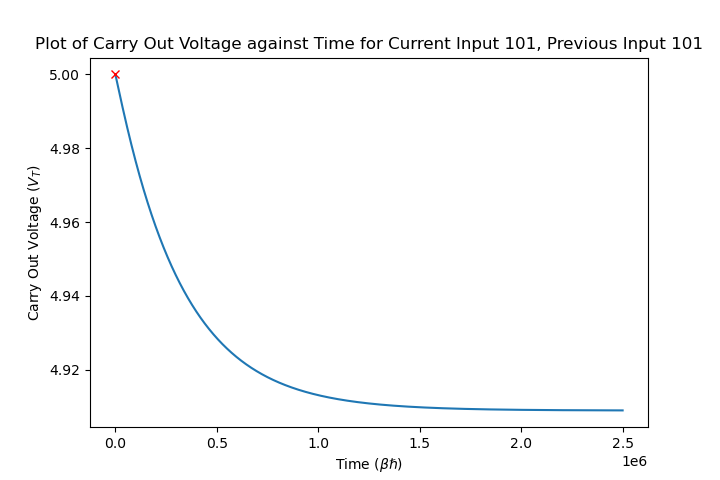 Plot of Carry Out Voltage against Time for Current Input 101, Previous Input 101
5.00
4.98
4.96
4.94
4.92
Carry Out Voltage (V_T)
0.0 0.5 1.0 1.5 2.0 2.5
1e6
Time (βℏ)